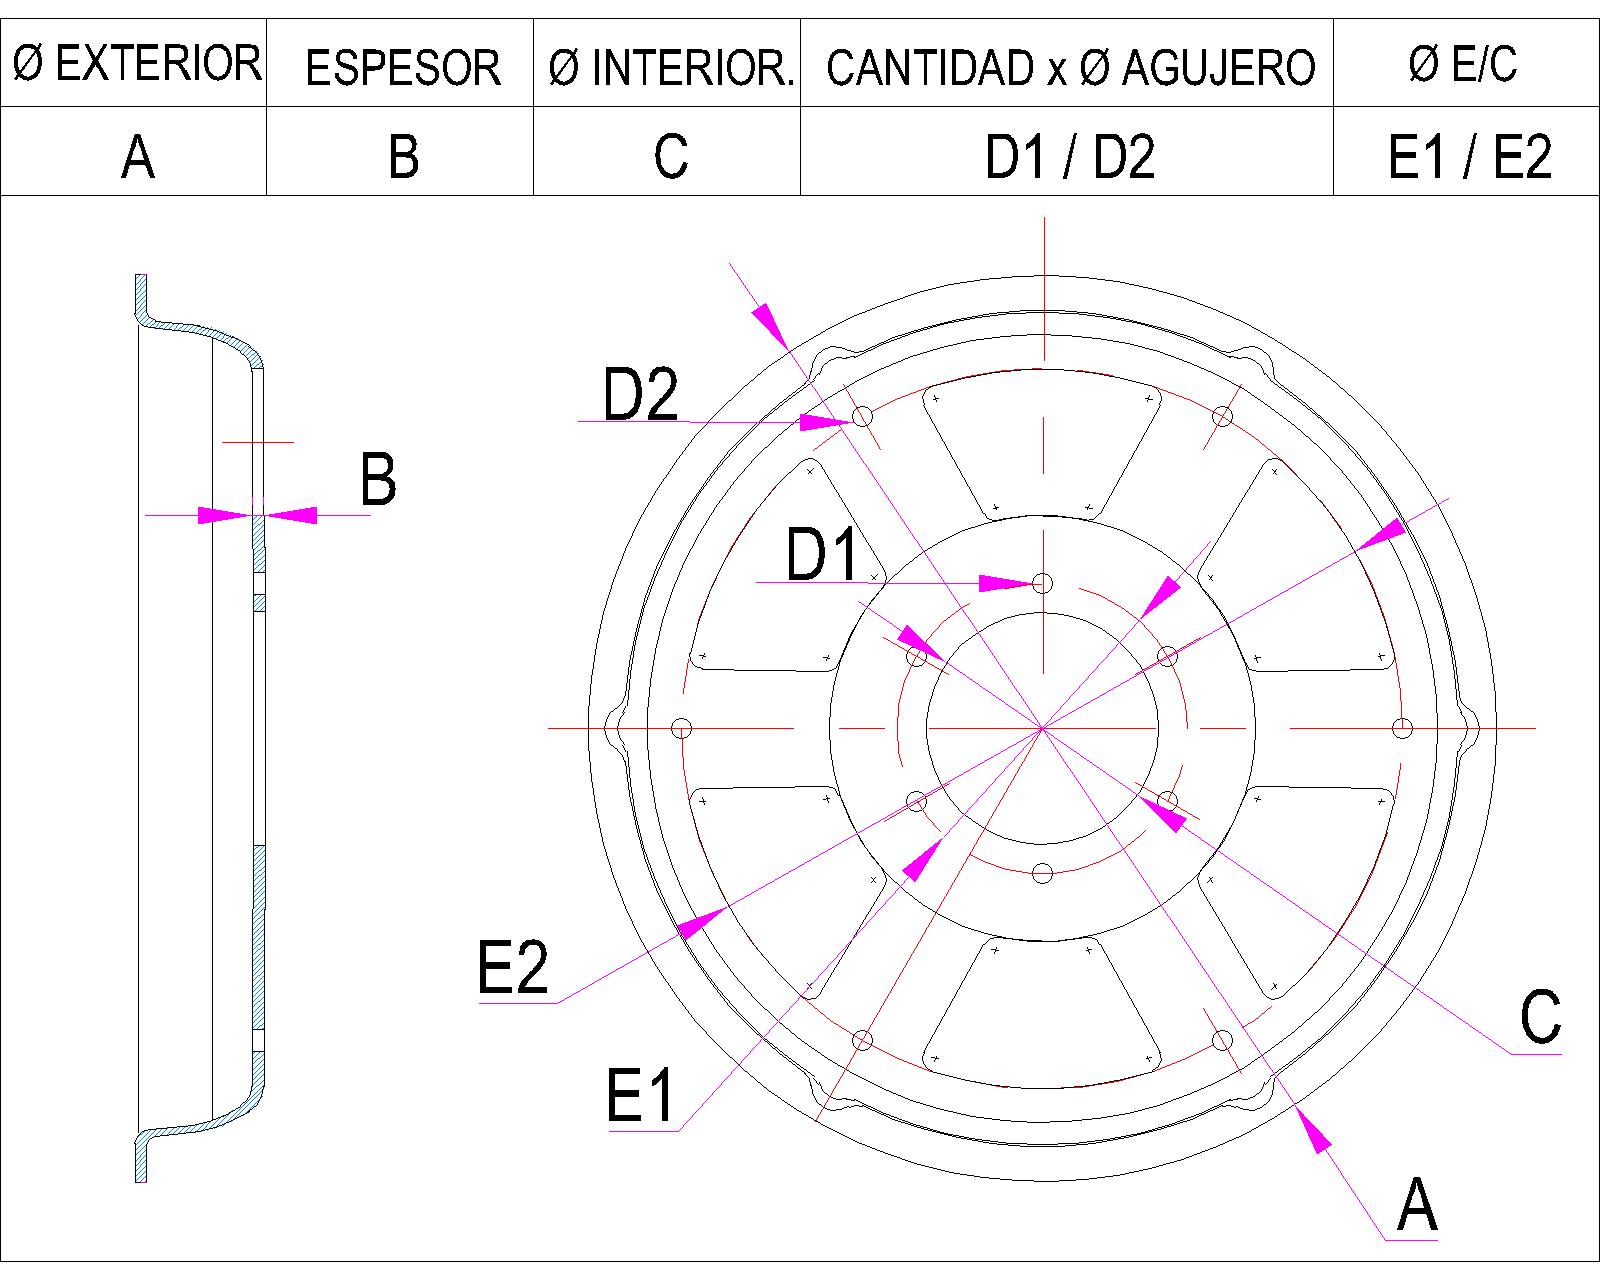 Ø EXTERIOR ESPESOR Ø INTERIOR. CANTIDAD x Ø AGUJERO Ø E/C
A B C D1 / D2 E1 / E2
D2
B
D1
E2
C
E1
A